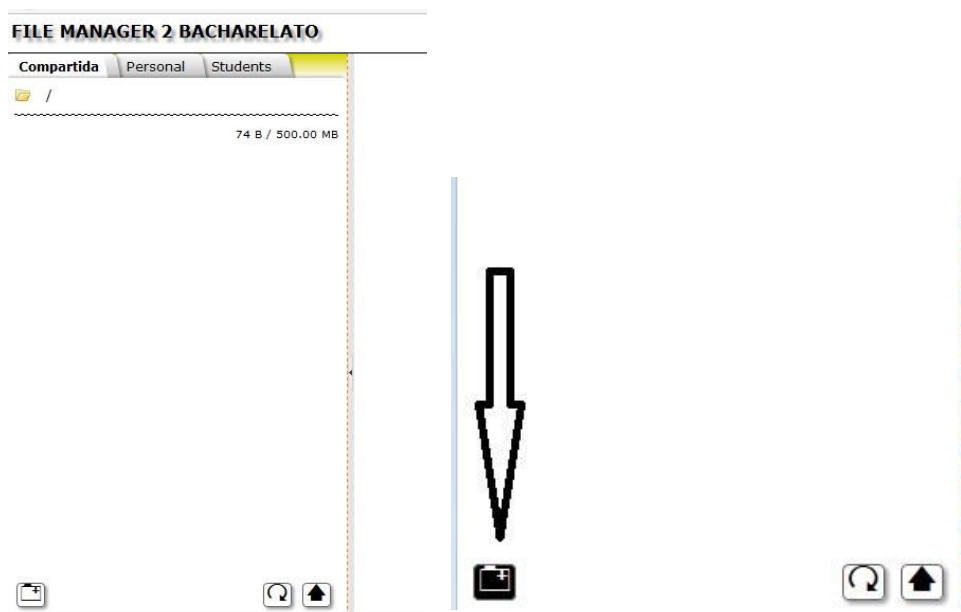 FILE MANAGER 2 BACHARELATO
Compartida Personal Students
/
74 B / 500.00 MB